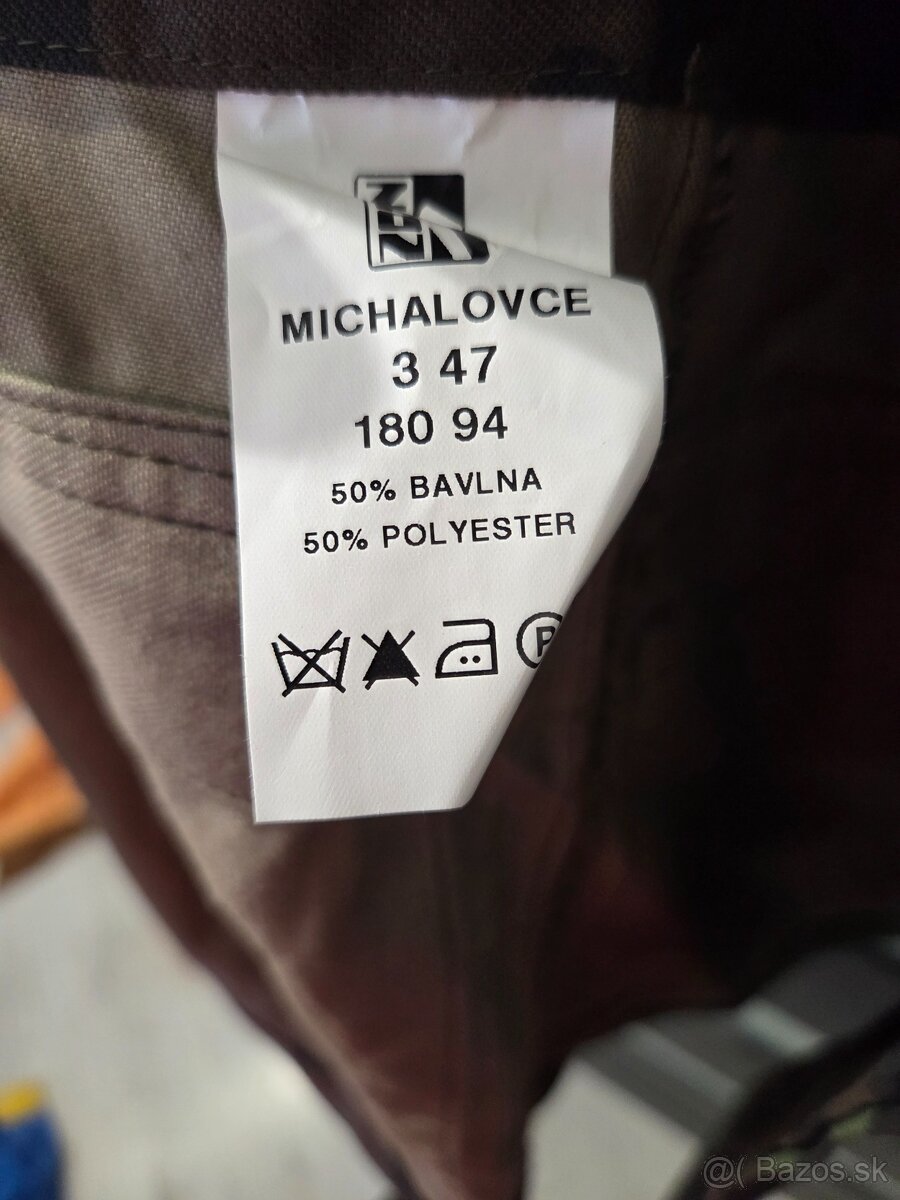 MICHALOVCE
3 47
180 94
50% BAVLNA
50% POLYESTER
P
@( Bazos.sk